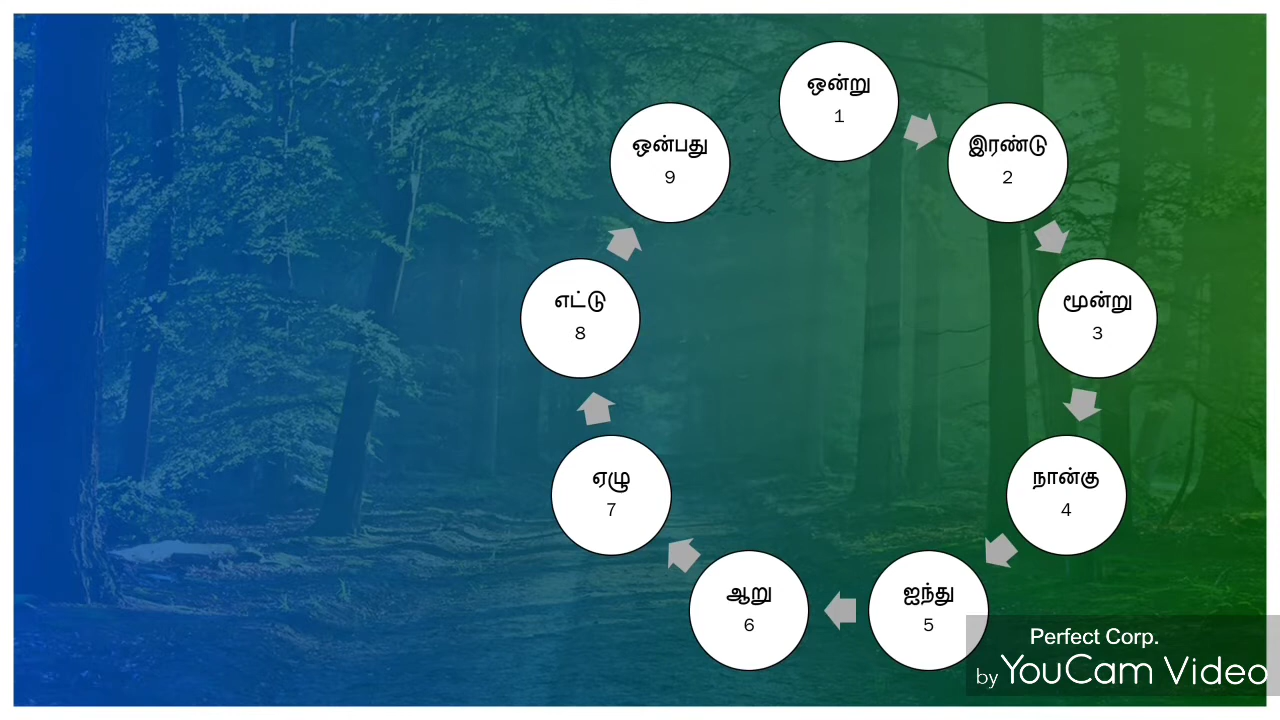 ஒன்று
1
இரண்டு
2
மூன்று
3
நான்கு
4
ஐந்து
5
ஆறு
6
ஏழு
7
எட்டு
8
ஒன்பது
9
Perfect Corp.
by YouCam Video